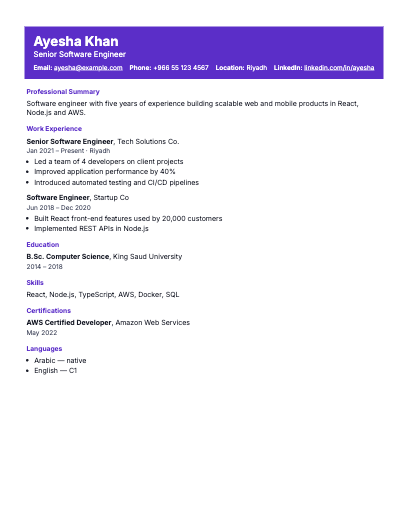 Ayesha Khan
Senior Software Engineer
Email: ayesha@example.com Phone: +966 55 123 4567 Location: Riyadh LinkedIn: linkedin.com/in/ayesha
Professional Summary
Software engineer with five years of experience building scalable web and mobile products in React,
Node.js and AWS.
Work Experience
Senior Software Engineer, Tech Solutions Co.
Jan 2021 – Present · Riyadh
• Led a team of 4 developers on client projects
• Improved application performance by 40%
• Introduced automated testing and CI/CD pipelines
Software Engineer, Startup Co
Jun 2018 – Dec 2020
• Built React front-end features used by 20,000 customers
• Implemented REST APIs in Node.js
Education
B.Sc. Computer Science, King Saud University
2014 – 2018
Skills
React, Node.js, TypeScript, AWS, Docker, SQL
Certifications
AWS Certified Developer, Amazon Web Services
May 2022
Languages
• Arabic — native
• English — C1